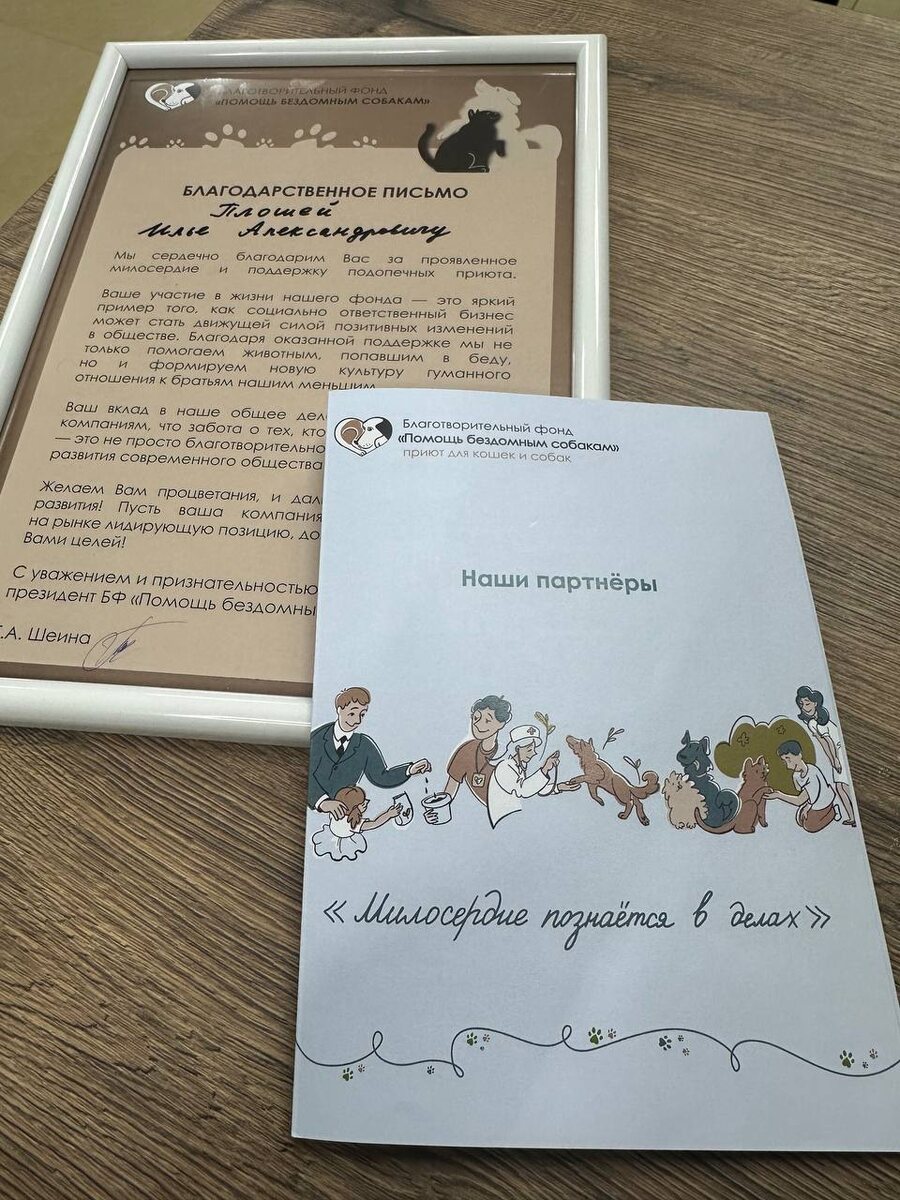 БЛАГОТВОРИТЕЛЬНЫЙ ФОНД
«ПОМОЩЬ БЕЗДОМНЫМ СОБАКАМ»
БЛАГОДАРСТВЕННОЕ ПИСЬМО
Плошей
Илье Александровичу
Мы сердечно благодарим Вас за проявленное
милосердие и поддержку подопечных приюта.
Ваше участие в жизни нашего фонда — это яркий
пример того, как социально ответственный бизнес
может стать движущей силой позитивных изменений
в обществе. Благодаря оказанной поддержке мы не
только помогаем животным, попавшим в беду,
но и формируем новую культуру гуманного
отношения к братьям нашим меньшим
Ваш вклад в наше общее
компаниям, что забота о тех, кто
— это не просто
развития современного общества
Желаем Вам процветания, и
развития! Пусть ваша компания
на рынке лидирующую позицию,
Вами целей!
С уважением и признательностью
президент БФ «Помощь
.А. Шеина
Благотворительный фонд
«Помощь бездомным собакам»
приют для кошек и собак
Наши партнёры
«Милосердие познаётся в делах»